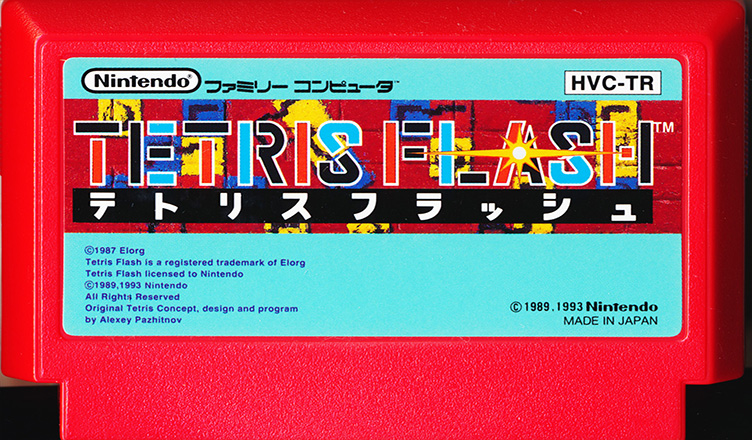 Nintendo®
ファミリー コンピュータ™
HVC-TR
TETRIS FLASH™
テトリスフラッシュ
©1987 Elorg
Tetris Flash is a registered trademark of Elorg
Tetris Flash licensed to Nintendo
©1989,1993 Nintendo
All Rights Reserved
Original Tetris Concept, design and program
by Alexey Pazhitnov
©1989.1993 Nintendo
MADE IN JAPAN